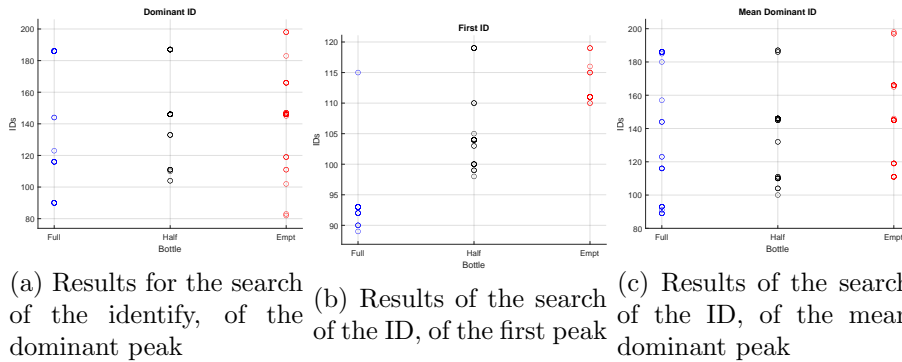 Dominant ID
200
180
160
140
120
100
80
IDs
Full
Half
Empt
Bottle
(a) Results for the search
of the identify, of the
dominant peak
First ID
120
115
110
105
100
95
90
IDs
Full
Half
Empt
Bottle
(b) Results of the search
of the ID, of the first peak
Mean Dominant ID
200
180
160
140
120
100
80
IDs
Full
Half
Empt
Bottle
(c) Results of the search
of the ID, of the mean
dominant peak